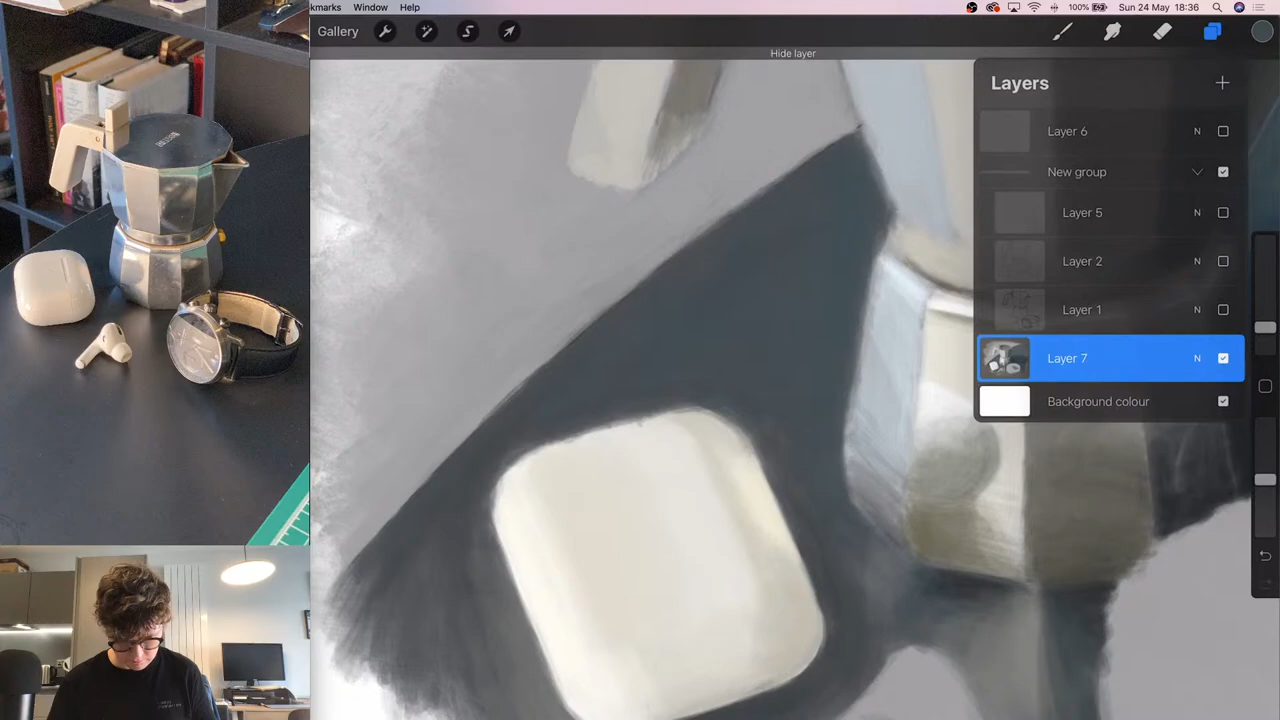 kmarks Window Help
100% Sun 24 May 18:36
Gallery
Hide layer
Layers
Layer 6 N
New group
Layer 5 N
Layer 2 N
Layer 1 N
Layer 7 N
Background colour